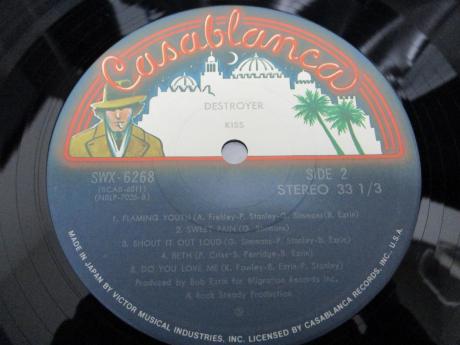 Casablanca
DESTROYER
KISS
SWX-6268
(SCAS-6011)
(NBLP-7025-B)
SIDE 2
STEREO 33 1/3
1. FLAMING YOUTH (A. Frehley-P. Stanley-G. Simmons-B. Ezrin)
2. SWEET PAIN (G. Simmons)
3. SHOUT IT OUT LOUD (G. Simmons-P. Stanley-B. Ezrin)
4. BETH (P. Criss-S. Penridge-B. Ezrin)
5. DO YOU LOVE ME (K. Fowley-B. Ezrin-P. Stanley)
Produced by Bob Ezrin for Migration Records Inc.
A Rock Steady Production
MADE IN JAPAN BY VICTOR MUSICAL INDUSTRIES, INC. LICENSED BY CASABLANCA RECORDS, INC., U.S.A.